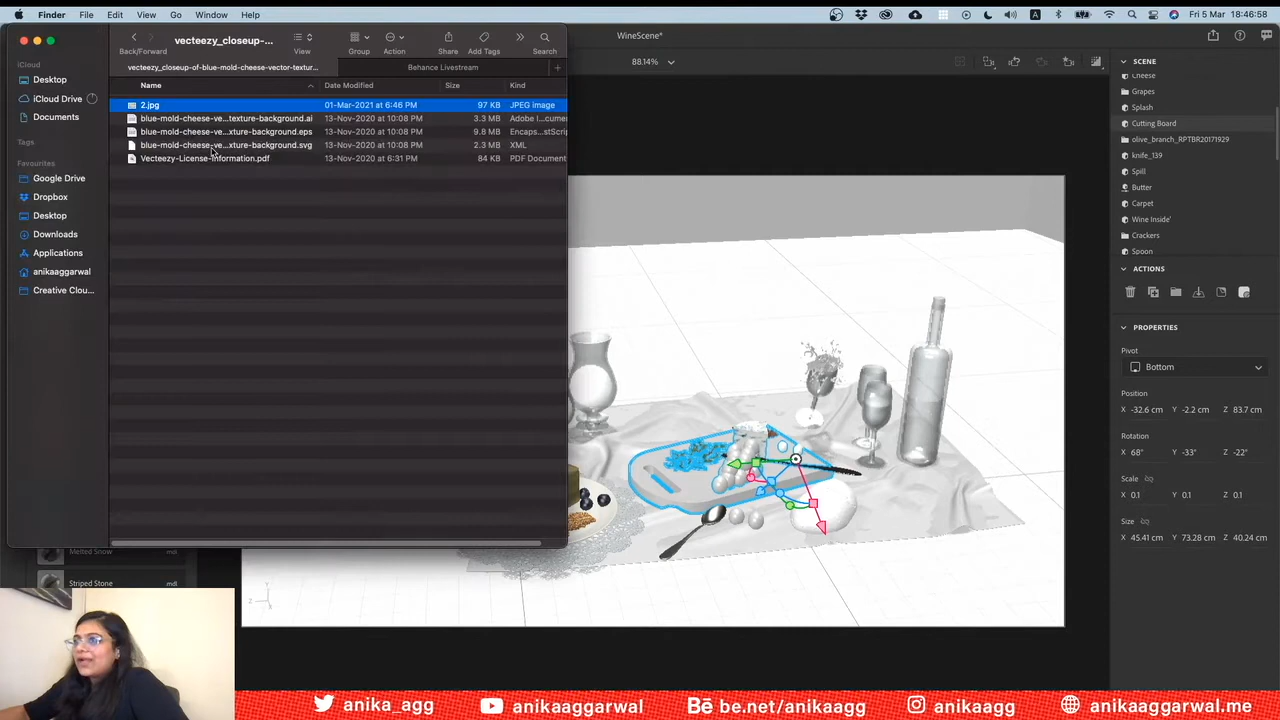 Finder File Edit View Go Window Help Fri 5 Mar 18:46:58
WineScene*
88.14%
vecteezy_closeup-...
Back/Forward View Group Action Share Add Tags Search
vecteezy_closeup-of-blue-mold-cheese-vector-textur... Behance Livestream
iCloud
Desktop
iCloud Drive
Documents
Tags
Favourites
Google Drive
Dropbox
Desktop
Downloads
Applications
anikaaggarwal
Creative Clou...
Name Date Modified Size Kind
2.jpg 01-Mar-2021 at 6:46 PM 97 KB JPEG image
blue-mold-cheese-ve...texture-background.ai 13-Nov-2020 at 10:08 PM 3.3 MB Adobe I...cumen
blue-mold-cheese-ve...xture-background.eps 13-Nov-2020 at 10:08 PM 9.8 MB Encaps...stScrip
blue-mold-cheese-ve...xture-background.svg 13-Nov-2020 at 10:08 PM 2.3 MB XML
Vecteezy-License-Information.pdf 13-Nov-2020 at 6:31 PM 84 KB PDF Document
Melted Snow mdl
Striped Stone mdl
SCENE
Cheese
Grapes
Splash
Cutting Board
olive_branch_RPTBR20171929
knife_139
Spill
Butter
Carpet
Wine Inside'
Crackers
Spoon
ACTIONS
PROPERTIES
Pivot
Bottom
Position
X -32.6 cm Y -2.2 cm Z 83.7 cm
Rotation
X 68° Y -33° Z -22°
Scale
X 0.1 Y 0.1 Z 0.1
Size
X 45.41 cm Y 73.28 cm Z 40.24 cm
anika_agg anikaaggarwal Bē be.net/anikaagg anikaagg anikaaggarwal.me